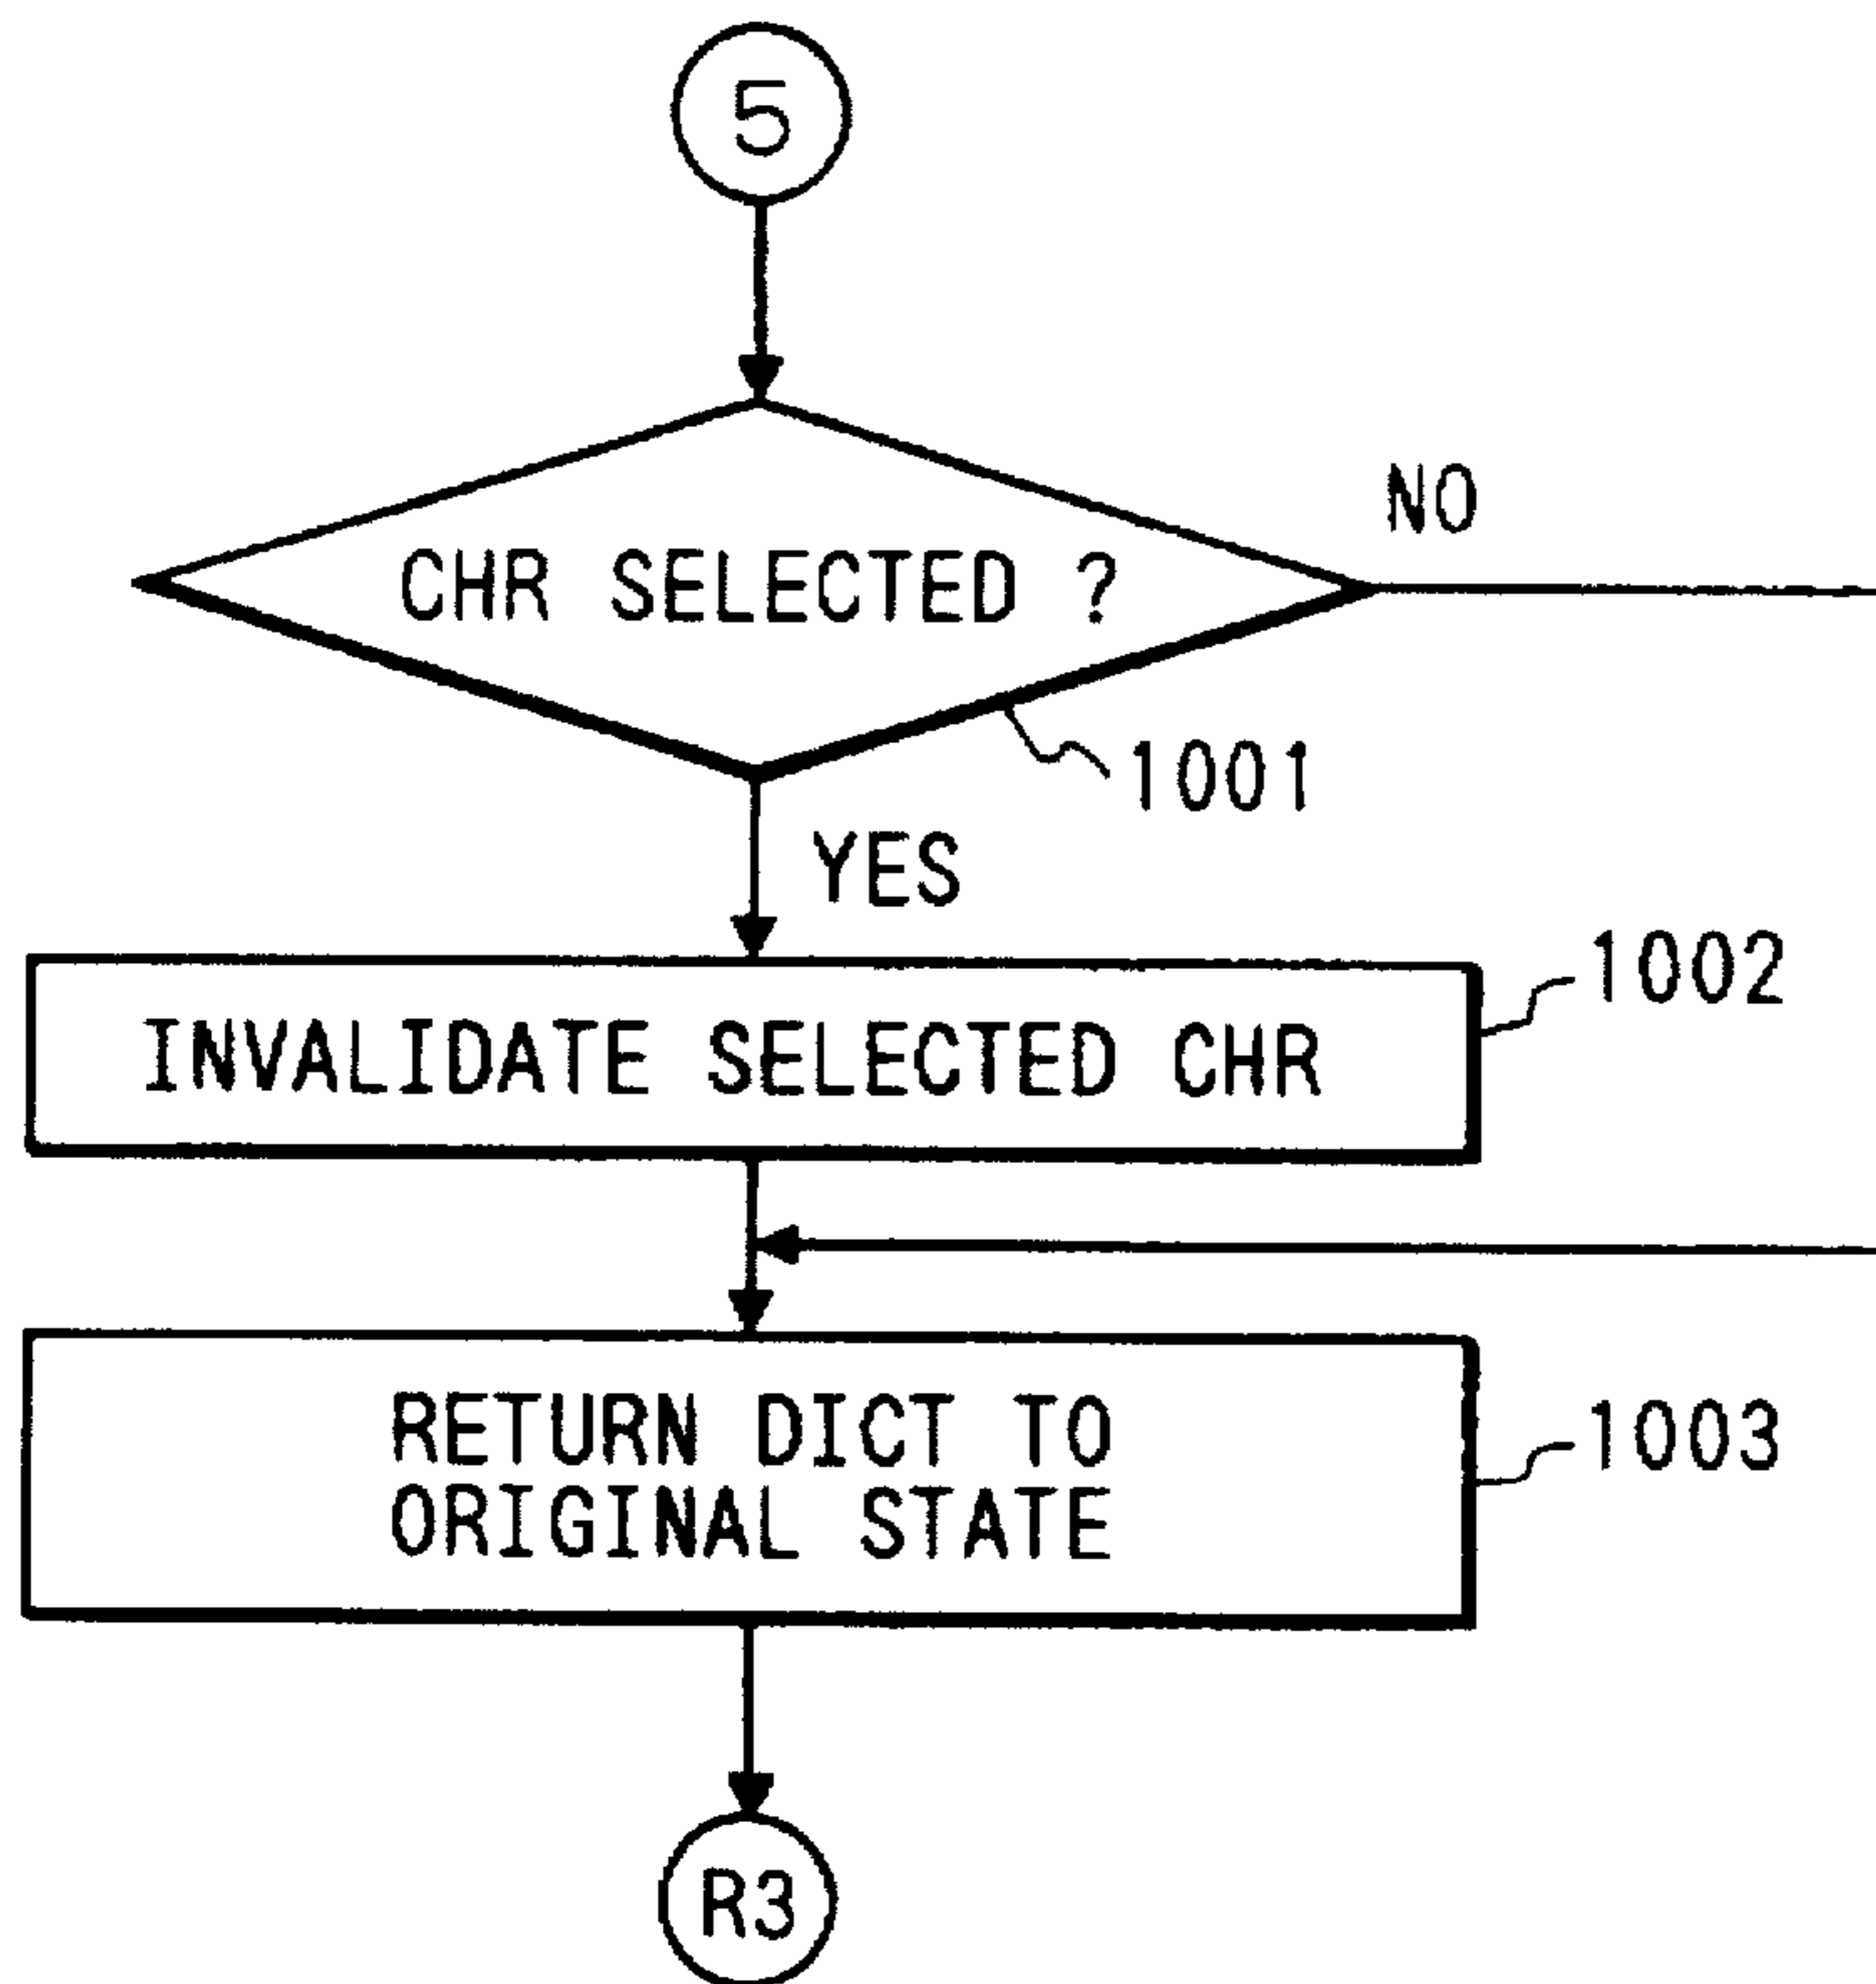 5
NO
CHR SELECTED ?
1001
YES
1002
INVALIDATE SELECTED CHR
RETURN DICT TO
1003
ORIGINAL STATE
R3